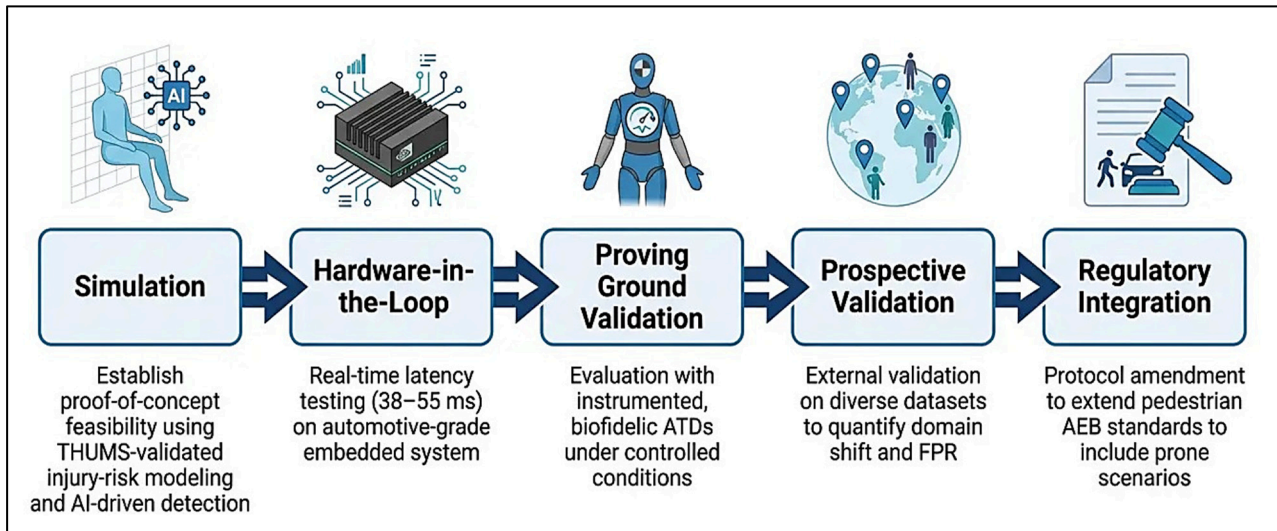 AI
Simulation
Hardware-in-
the-Loop
Proving
Ground
Validation
Prospective
Validation
Regulatory
Integration
Establish
proof-of-concept
feasibility using
THUMS-validated
injury-risk modeling
and AI-driven detection
Real-time latency
testing (38–55 ms)
on automotive-grade
embedded system
Evaluation with
instrumented,
biofidelic ATDs
under controlled
conditions
External validation
on diverse datasets
to quantify domain
shift and FPR
Protocol amendment
to extend pedestrian
AEB standards to
include prone
scenarios